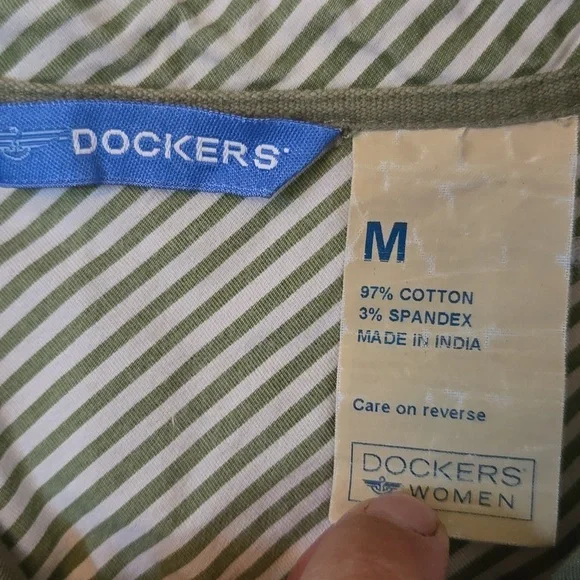 DOCKERS
M
97% COTTON
3% SPANDEX
MADE IN INDIA
Care on reverse
DOCKERS
WOMEN